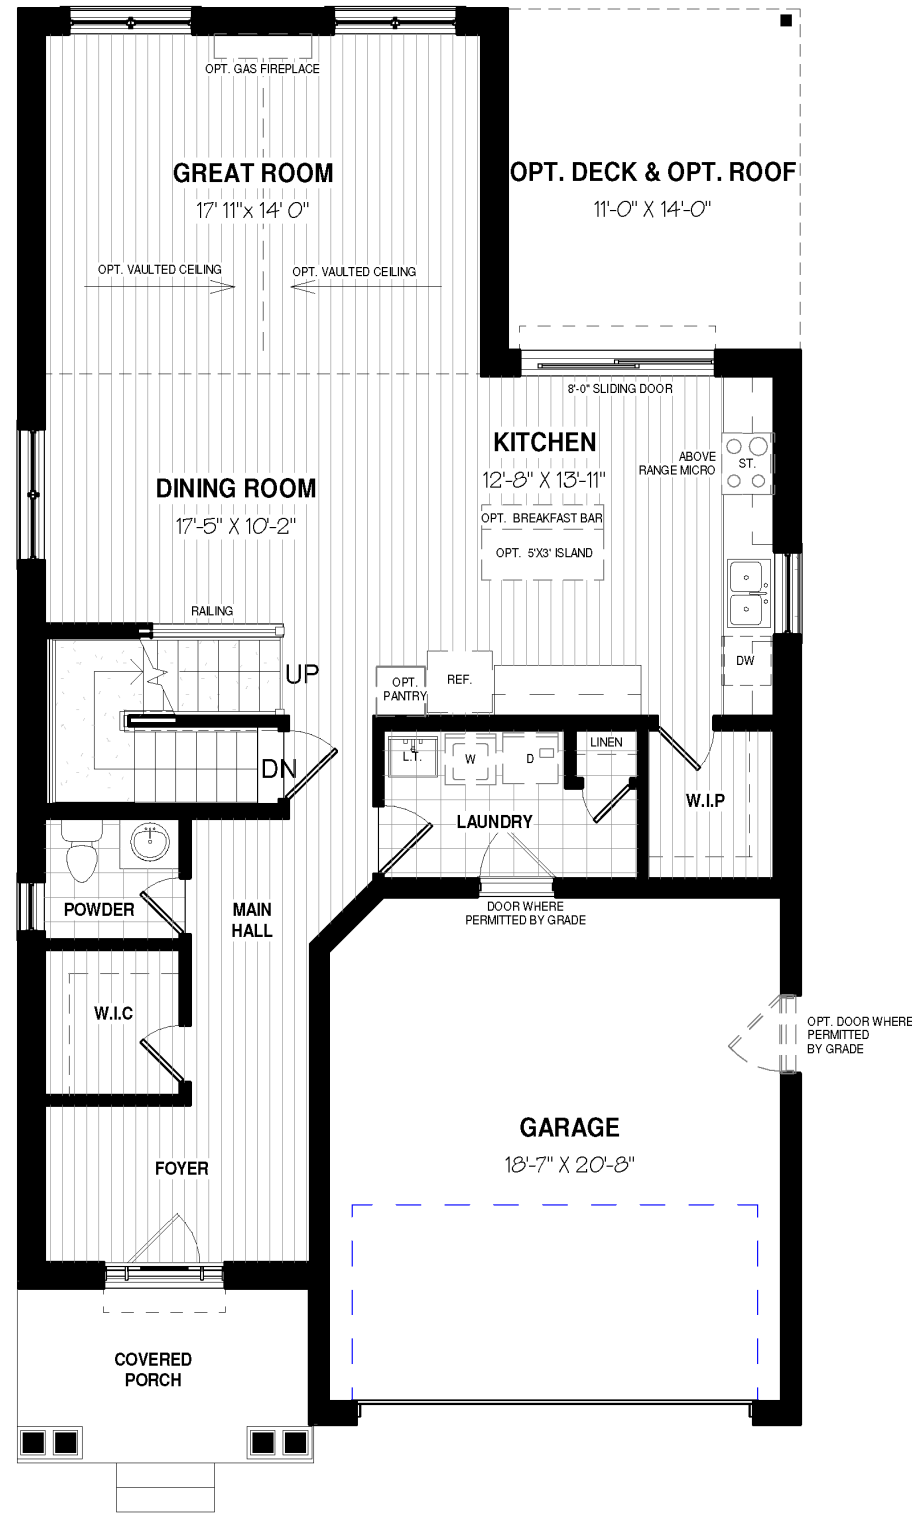 OPT. GAS FIREPLACE
GREAT ROOM
17' 11"x 14' 0"
OPT. DECK & OPT. ROOF
11'-0" X 14'-0"
OPT. VAULTED CEILING
OPT. VAULTED CEILING
8'-0" SLIDING DOOR
KITCHEN
12'-8" X 13'-11"
ABOVE
RANGE MICRO
ST.
DINING ROOM
17'-5" X 10'-2"
OPT. BREAKFAST BAR
OPT. 5'X3' ISLAND
RAILING
UP
OPT.
PANTRY
REF.
DW
DN
L.T.
W
D
LINEN
W.I.P
LAUNDRY
POWDER
MAIN
HALL
DOOR WHERE
PERMITTED BY GRADE
W.I.C
OPT. DOOR WHERE
PERMITTED
BY GRADE
GARAGE
18'-7" X 20'-8"
FOYER
COVERED
PORCH